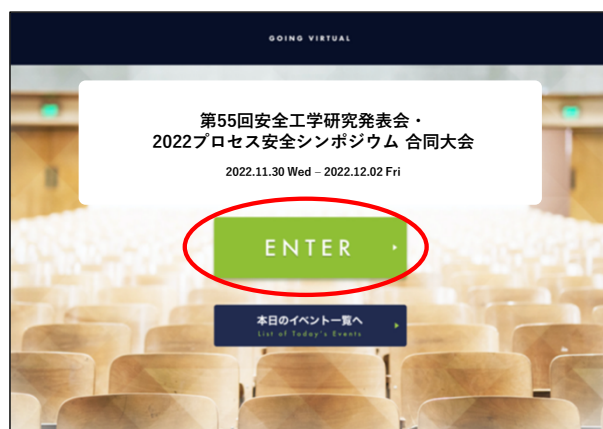 GOING VIRTUAL
第55回安全工学研究発表会・
2022プロセス安全シンポジウム 合同大会
2022.11.30 Wed – 2022.12.02 Fri
ENTER
本日のイベント一覧へ
List of Today's Events